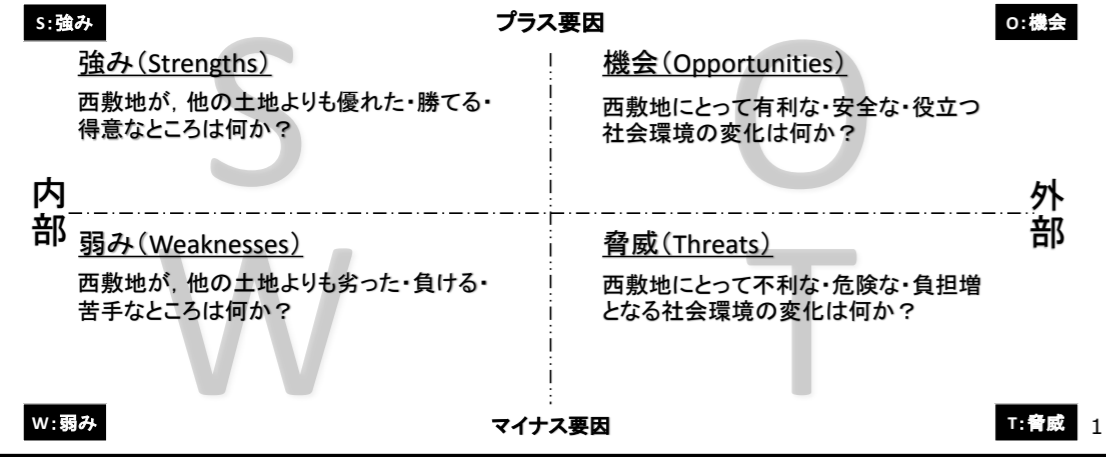 S:強み
プラス要因
O:機会
強み(Strengths)
西敷地が,他の土地よりも優れた・勝てる・
得意なところは何か?
機会(Opportunities)
西敷地にとって有利な・安全な・役立つ
社会環境の変化は何か?
S
O
内部
外部
弱み(Weaknesses)
西敷地が,他の土地よりも劣った・負ける・
苦手なところは何か?
脅威(Threats)
西敷地にとって不利な・危険な・負担増
となる社会環境の変化は何か?
W
T
W:弱み
マイナス要因
T:脅威
1